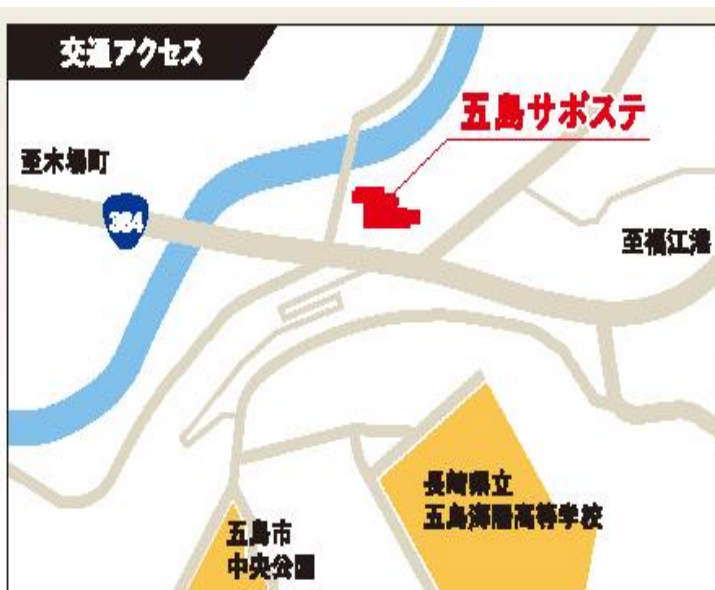 交通アクセス
五島サポステ
至木場町
384
至福江港
長崎県立
五島海陽高等学校
五島市
中央公園